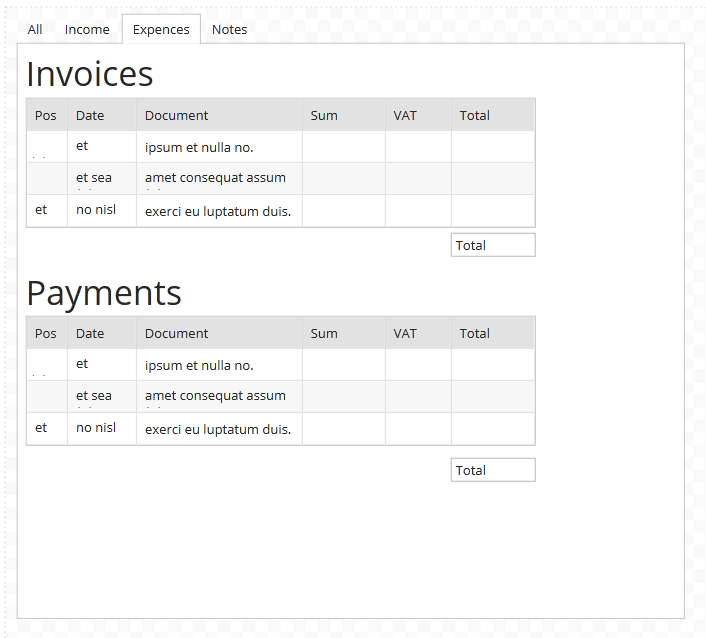 All Income Expences Notes
Invoices
Pos Date Document Sum VAT Total
et ipsum et nulla no.
et sea amet consequat assum
et no nisl exerci eu luptatum duis.
Total
Payments
Pos Date Document Sum VAT Total
et ipsum et nulla no.
et sea amet consequat assum
et no nisl exerci eu luptatum duis.
Total